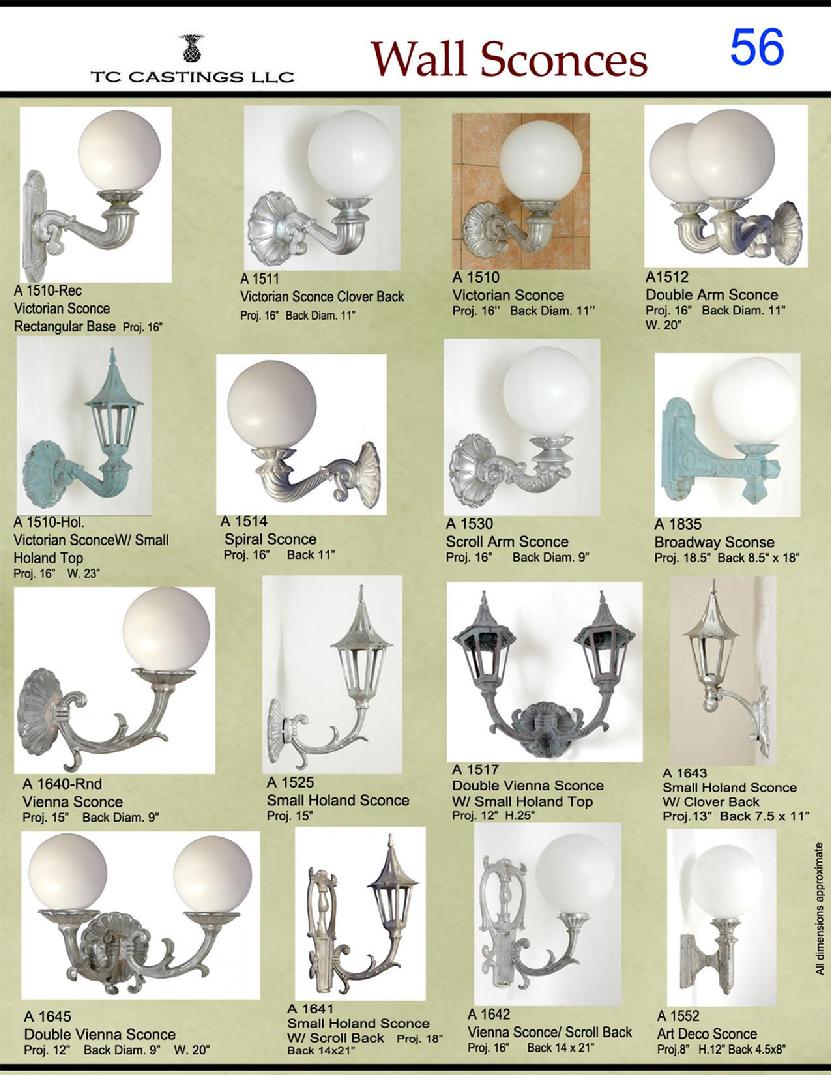 TC CASTINGS LLC
Wall Sconces
56
A 1510-Rec
Victorian Sconce
Rectangular Base Proj. 16"
A 1511
Victorian Sconce Clover Back
Proj. 16" Back Diam. 11"
A 1510
Victorian Sconce
Proj. 16" Back Diam. 11"
A1512
Double Arm Sconce
Proj. 16" Back Diam. 11"
W. 20"
A 1510-Hol.
Victorian SconceW/ Small
Holand Top
Proj. 16" W. 23"
A 1514
Spiral Sconce
Proj. 16" Back 11"
A 1530
Scroll Arm Sconce
Proj. 16" Back Diam. 9"
A 1835
Broadway Sconse
Proj. 18.5" Back 8.5" x 18"
A 1640-Rnd
Vienna Sconce
Proj. 15" Back Diam. 9"
A 1525
Small Holand Sconce
Proj. 15"
A 1517
Double Vienna Sconce
W/ Small Holand Top
Proj. 12" H.25"
A 1643
Small Holand Sconce
W/ Clover Back
Proj.13" Back 7.5 x 11"
A 1645
Double Vienna Sconce
Proj. 12" Back Diam. 9" W. 20"
A 1641
Small Holand Sconce
W/ Scroll Back Proj. 18"
Back 14x21"
A 1642
Vienna Sconce/ Scroll Back
Proj. 16" Back 14 x 21"
A 1552
Art Deco Sconce
Proj.8" H.12" Back 4.5x8"
All dimensions approximate